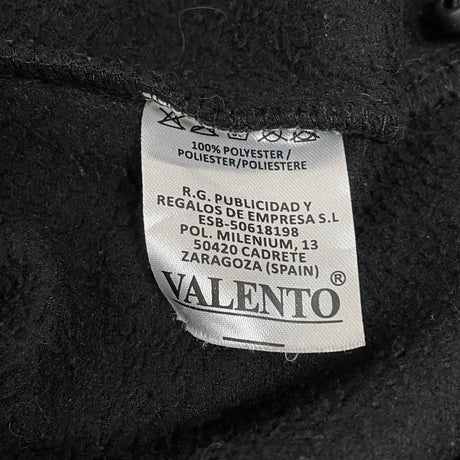 100% POLYESTER /
POLIESTER/POLIESTERE
R.G. PUBLICIDAD Y
REGALOS DE EMPRESA S.L
ESB-50618198
POL. MILENIUM, 13
50420 CADRETE
ZARAGOZA (SPAIN)
VALENTO®